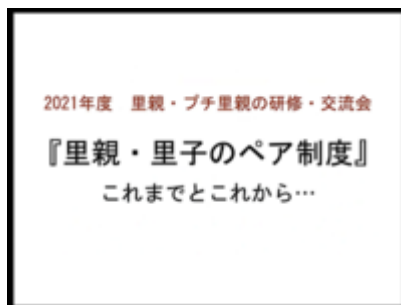 2021年度　里親・プチ里親の研修・交流会
『里親・里子のペア制度』
これまでとこれから…